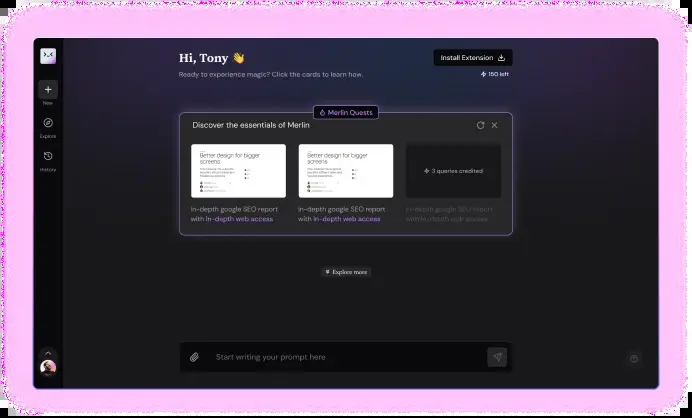 Hi, Tony 👋
Install Extension
Ready to experience magic? Click the cards to learn how.
150 left
New
Explore
History
Merlin Quests
Discover the essentials of Merlin
Better design for bigger
screens
Better design for bigger
screens
3 queries credited
In-depth google SEO report
with In-depth web access
In-depth google SEO report
with In-depth web access
In-depth google SEO report
with In-depth web access
Explore more
Start writing your prompt here